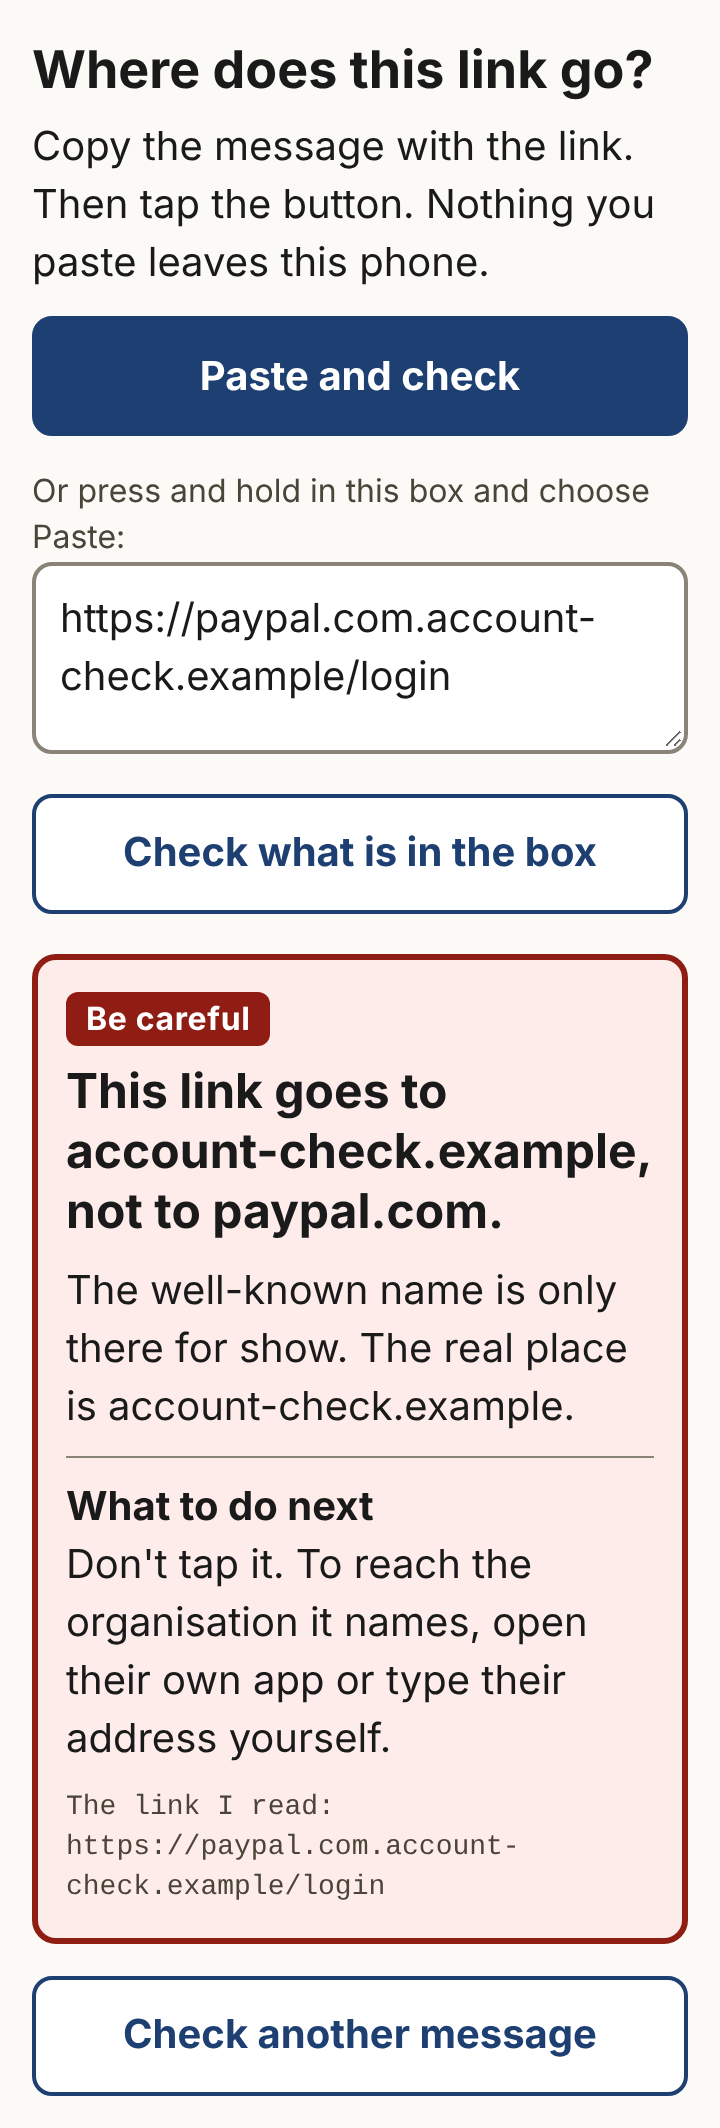 Where does this link go?
Copy the message with the link.
Then tap the button. Nothing you
paste leaves this phone.
Paste and check
Or press and hold in this box and choose
Paste:
https://paypal.com.account-
check.example/login
Check what is in the box
Be careful
This link goes to
account-check.example,
not to paypal.com.
The well-known name is only
there for show. The real place
is account-check.example.
What to do next
Don't tap it. To reach the
organisation it names, open
their own app or type their
address yourself.
The link I read:
https://paypal.com.account-
check.example/login
Check another message